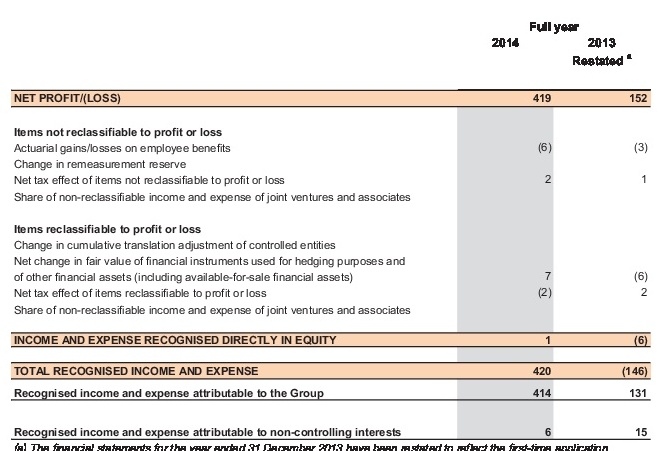 Full year
2014 2013
Restated a
NET PROFIT/(LOSS) 419 152
Items not reclassifiable to profit or loss
Actuarial gains/losses on employee benefits (6) (3)
Change in remeasurement reserve
Net tax effect of items not reclassifiable to profit or loss 2 1
Share of non-reclassifiable income and expense of joint ventures and associates
Items reclassifiable to profit or loss
Change in cumulative translation adjustment of controlled entities
Net change in fair value of financial instruments used for hedging purposes and
of other financial assets (including available-for-sale financial assets) 7 (6)
Net tax effect of items reclassifiable to profit or loss (2) 2
Share of non-reclassifiable income and expense of joint ventures and associates
INCOME AND EXPENSE RECOGNISED DIRECTLY IN EQUITY 1 (6)
TOTAL RECOGNISED INCOME AND EXPENSE 420 (146)
Recognised income and expense attributable to the Group 414 131
Recognised income and expense attributable to non-controlling interests 6 15
(a) The financial statements for the year ended 31 December 2013 have been restated to reflect the first-time application